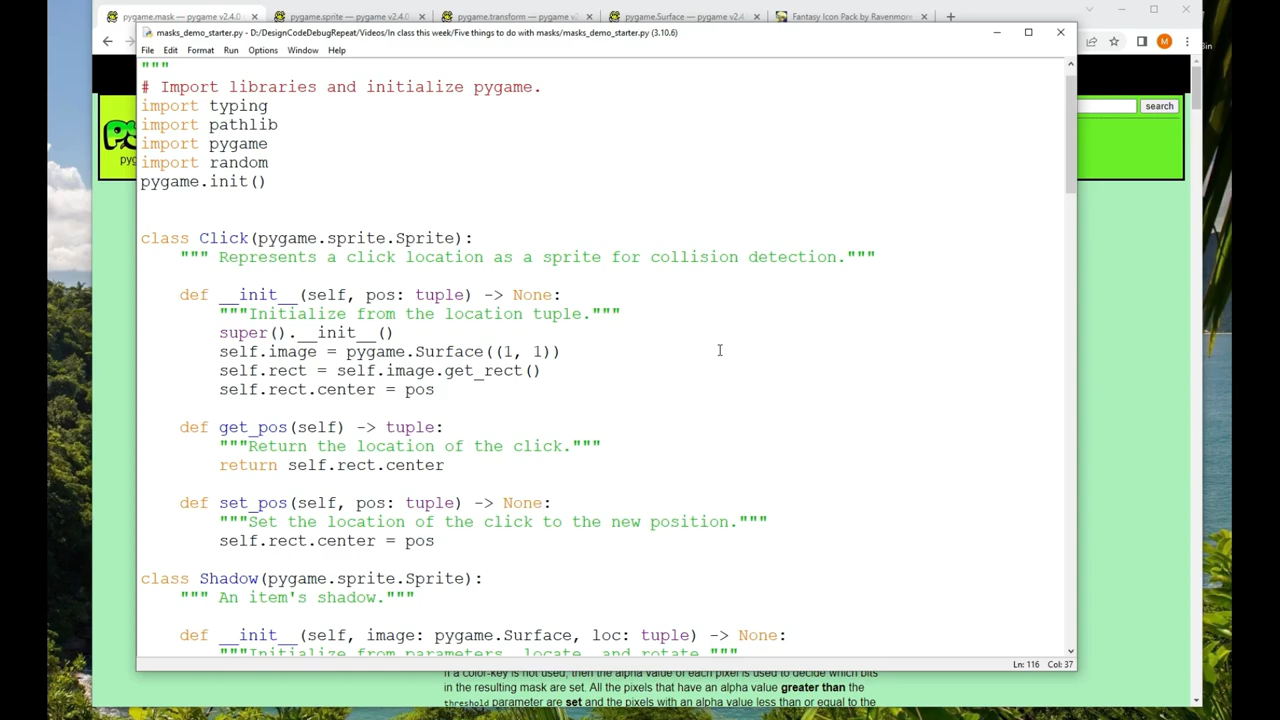 pygame.mask — pygame v2.4.0
pygame.sprite — pygame v2.4.0
pygame.transform — pygame v2
pygame.Surface — pygame v2.4
Fantasy Icon Pack by Ravenmore
masks_demo_starter.py - D:/DesignCodeDebugRepeat/Videos/In class this week/Five things to do with masks/masks_demo_starter.py (3.10.6)
File Edit Format Run Options Window Help
"""
# Import libraries and initialize pygame.
import typing
import pathlib
import pygame
import random
pygame.init()
class Click(pygame.sprite.Sprite):
""" Represents a click location as a sprite for collision detection."""
def __init__(self, pos: tuple) -> None:
"""Initialize from the location tuple."""
super().__init__()
self.image = pygame.Surface((1, 1))
self.rect = self.image.get_rect()
self.rect.center = pos
def get_pos(self) -> tuple:
"""Return the location of the click."""
return self.rect.center
def set_pos(self, pos: tuple) -> None:
"""Set the location of the click to the new position."""
self.rect.center = pos
class Shadow(pygame.sprite.Sprite):
""" An item's shadow."""
def __init__(self, image: pygame.Surface, loc: tuple) -> None:
"""Initialize from parameters, locate, and rotate."""
Ln: 116 Col: 37
search
M
Bin
pyg
if a color-key is not used, then the alpha value of each pixel is used to decide which bits
in the resulting mask are set. All the pixels that have an alpha value greater than the
threshold parameter are set and the pixels with an alpha value less than or equal to the